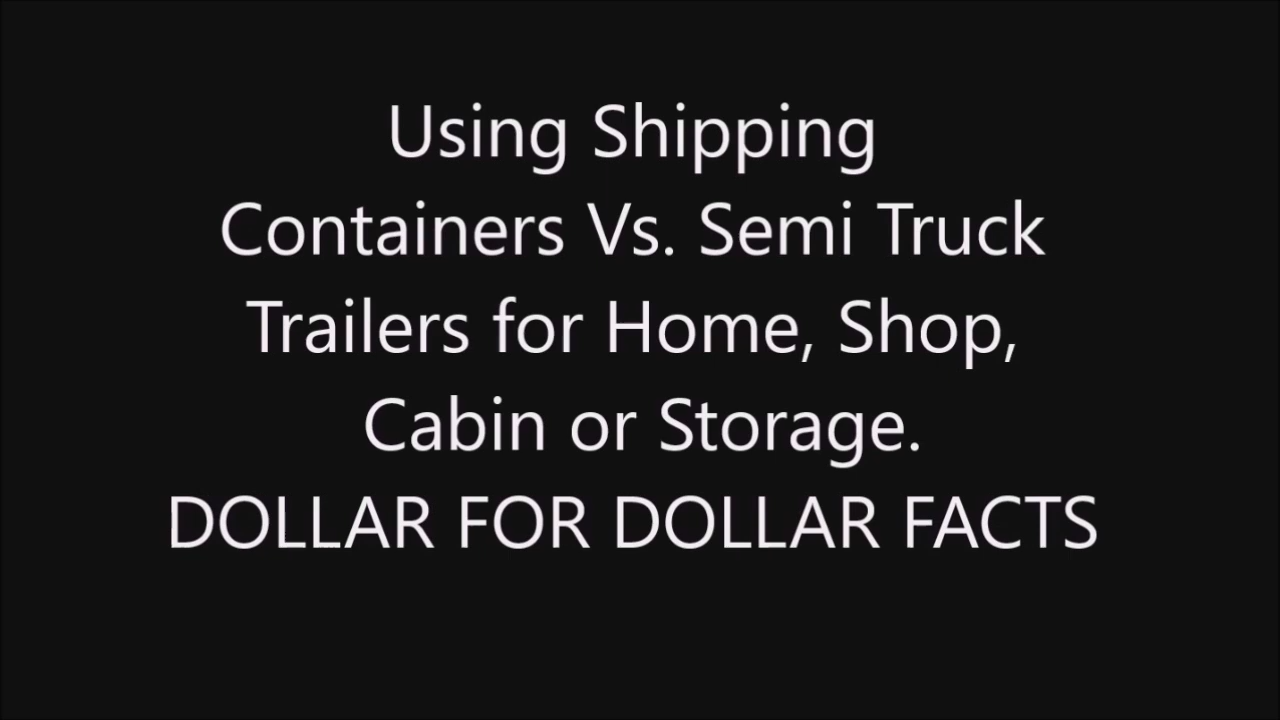 Using Shipping
Containers Vs. Semi Truck
Trailers for Home, Shop,
Cabin or Storage.
DOLLAR FOR DOLLAR FACTS